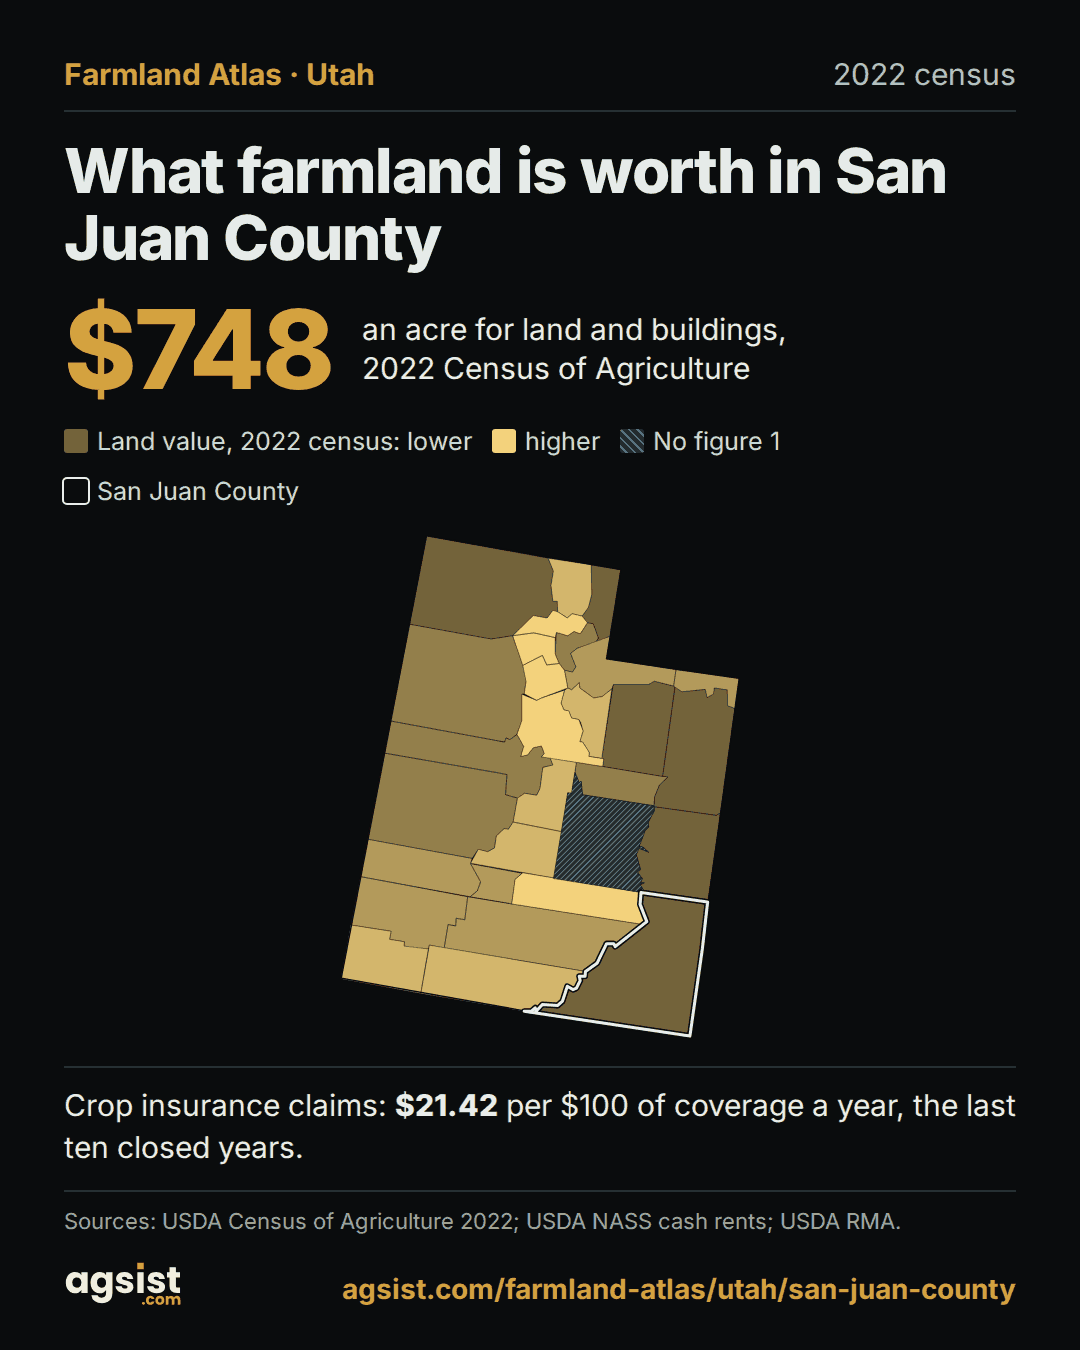 Farmland Atlas · Utah
2022 census
What farmland is worth in San
Juan County
$748
an acre for land and buildings,
2022 Census of Agriculture
Land value, 2022 census: lower
higher
No figure 1
San Juan County
Crop insurance claims: $21.42 per $100 of coverage a year, the last
ten closed years.
Sources: USDA Census of Agriculture 2022; USDA NASS cash rents; USDA RMA.
agsist
.com
agsist.com/farmland-atlas/utah/san-juan-county